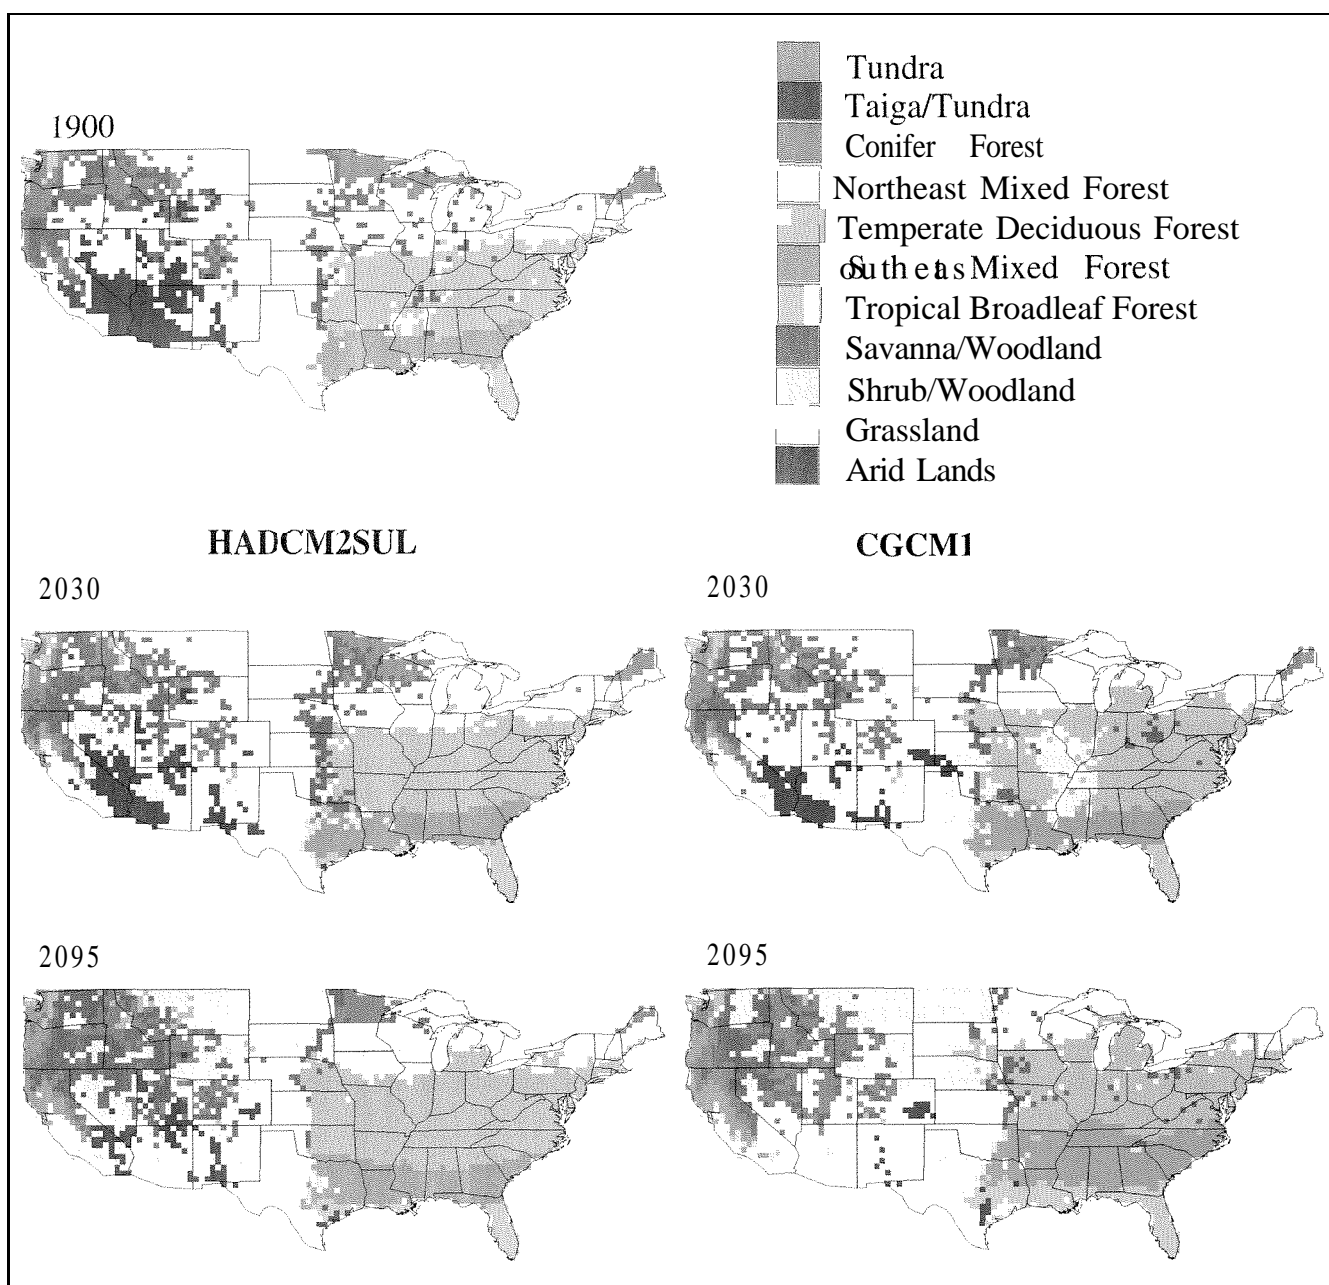 1900
Tundra
Taiga/Tundra
Conifer Forest
Northeast Mixed Forest
Temperate Deciduous Forest
Mixed Forest
Tropical Broadleaf Forest
Savanna/Woodland
Shrub/Woodland
Grassland
Arid Lands
HADCM2SUL
CGCM1
2030
2030
2095
2095